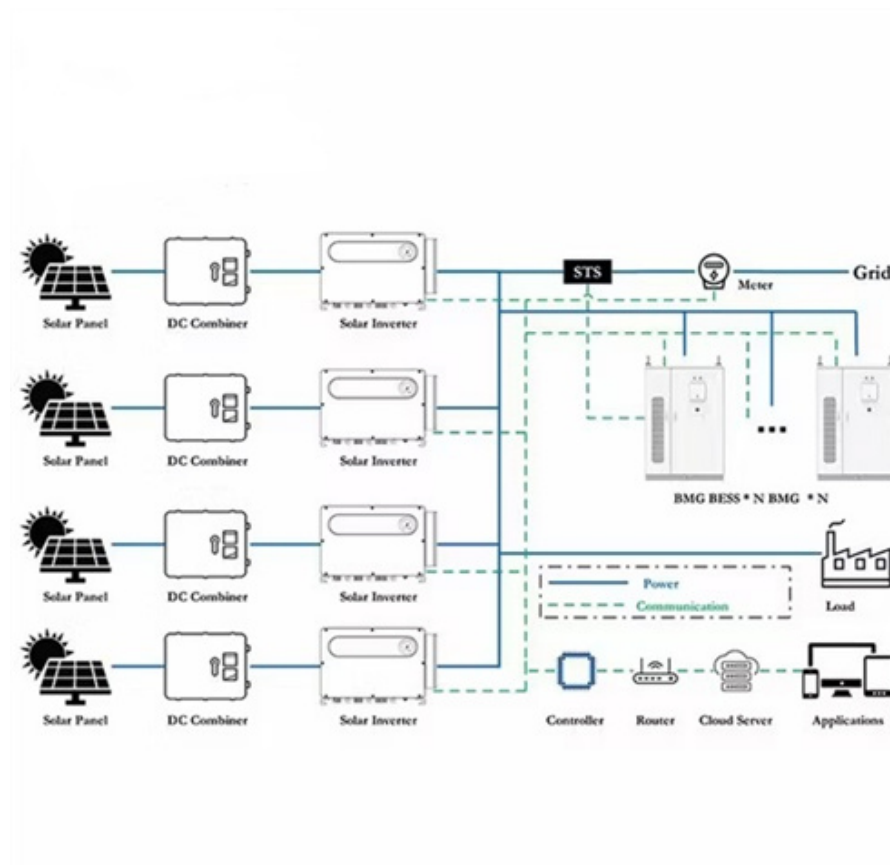 STS
Grid
Meter
Solar Panel
DC Combiner
Solar Inverter
Solar Panel
DC Combiner
Solar Inverter
BMG BESS * N BMG * N
Solar Panel
DC Combiner
Solar Inverter
Power
Communication
Load
Solar Panel
DC Combiner
Solar Inverter
Controller
Router
Cloud Server
Applications